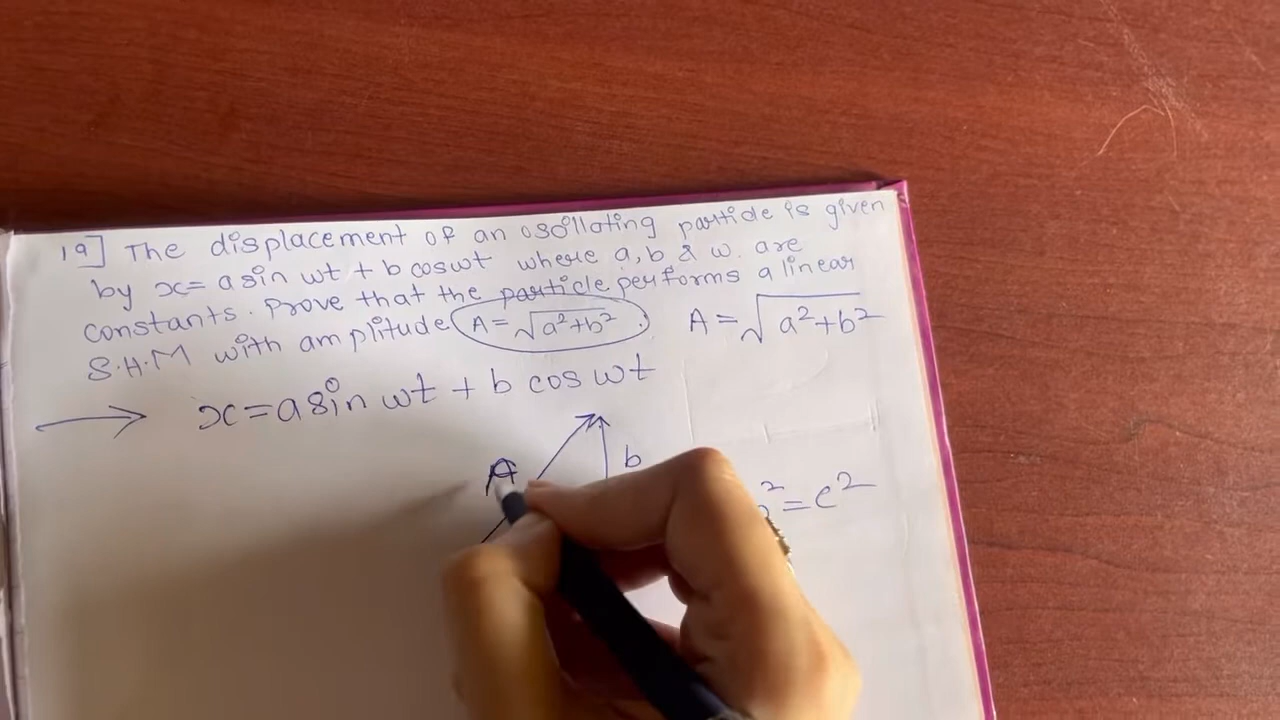 19] The displacement of an oscillating particle is given
by x = a sin ωt + b cos ωt where a, b & ω are
constants. Prove that the particle performs a linear
S.H.M with amplitude A = √a²+b² . A = √a²+b²
→ x = a sin ωt + b cos ωt
A b
² = c²